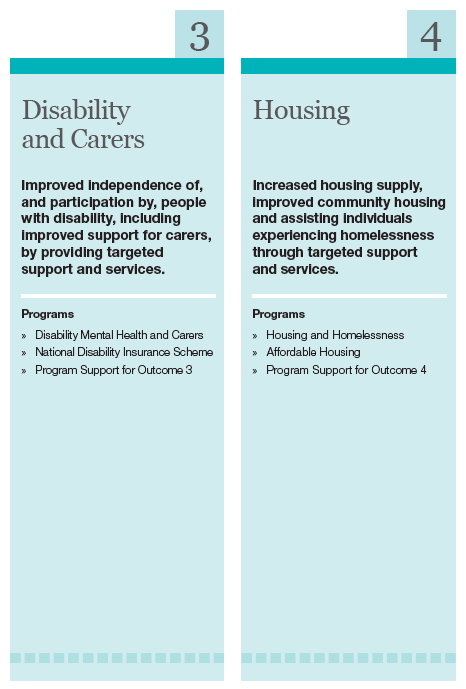 3
Disability
and Carers
Improved independence of,
and participation by, people
with disability, including
improved support for carers,
by providing targeted
support and services.
Programs
» Disability Mental Health and Carers
» National Disability Insurance Scheme
» Program Support for Outcome 3
4
Housing
Increased housing supply,
improved community housing
and assisting individuals
experiencing homelessness
through targeted support
and services.
Programs
» Housing and Homelessness
» Affordable Housing
» Program Support for Outcome 4